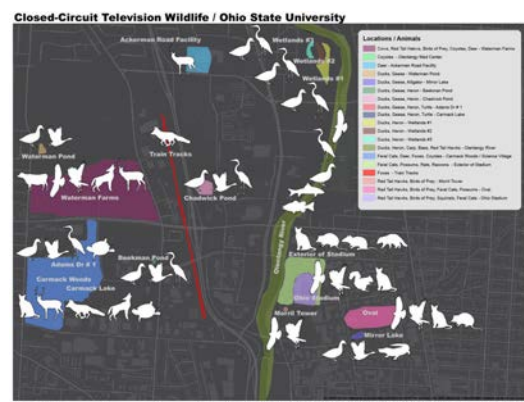 Closed-Circuit Television Wildlife / Ohio State University
Ackerman Road Facility
Wetlands #3
Wetlands #2
Wetlands #1
Waterman Pond
Train Tracks
Waterman Farms
Chadwick Pond
Olentangy River
Beekman Pond
Adams Dr # 1
Carmack Woods
Carmack Lake
Exterior of Stadium
Ohio Stadium
Morril Tower
Oval
Mirror Lake
Locations / Animals
Cows, Red Tail Hawks, Birds of Prey, Coyotes, Deer - Waterman Farms
Coyotes - Olentangy West Center
Deer - Ackerman Road Facility
Ducks, Geese - Waterman Pond
Ducks, Geese, Alligator - Mirror Lake
Ducks, Geese, Heron - Beekman Pond
Ducks, Geese, Heron - Chadwick Pond
Ducks, Geese, Heron, Turtle - Adams Dr # 1
Ducks, Geese, Heron, Turtle - Carmack Lake
Ducks, Heron - Wetlands #1
Ducks, Heron - Wetlands #2
Ducks, Heron - Wetlands #3
Ducks, Heron, Carp, Bass, Red Tail Hawks - Olentangy River
Feral Cats, Deer, Foxes, Coyotes - Carmack Woods / Science Village
Feral Cats, Possums, Rats, Racoons - Exterior of Stadium
Foxes - Train Tracks
Red Tail Hawks, Birds of Prey - Morril Tower
Red Tail Hawks, Birds of Prey, Feral Cats, Possums - Oval
Red Tail Hawks, Birds of Prey, Squirrels, Feral Cats - Ohio Stadium